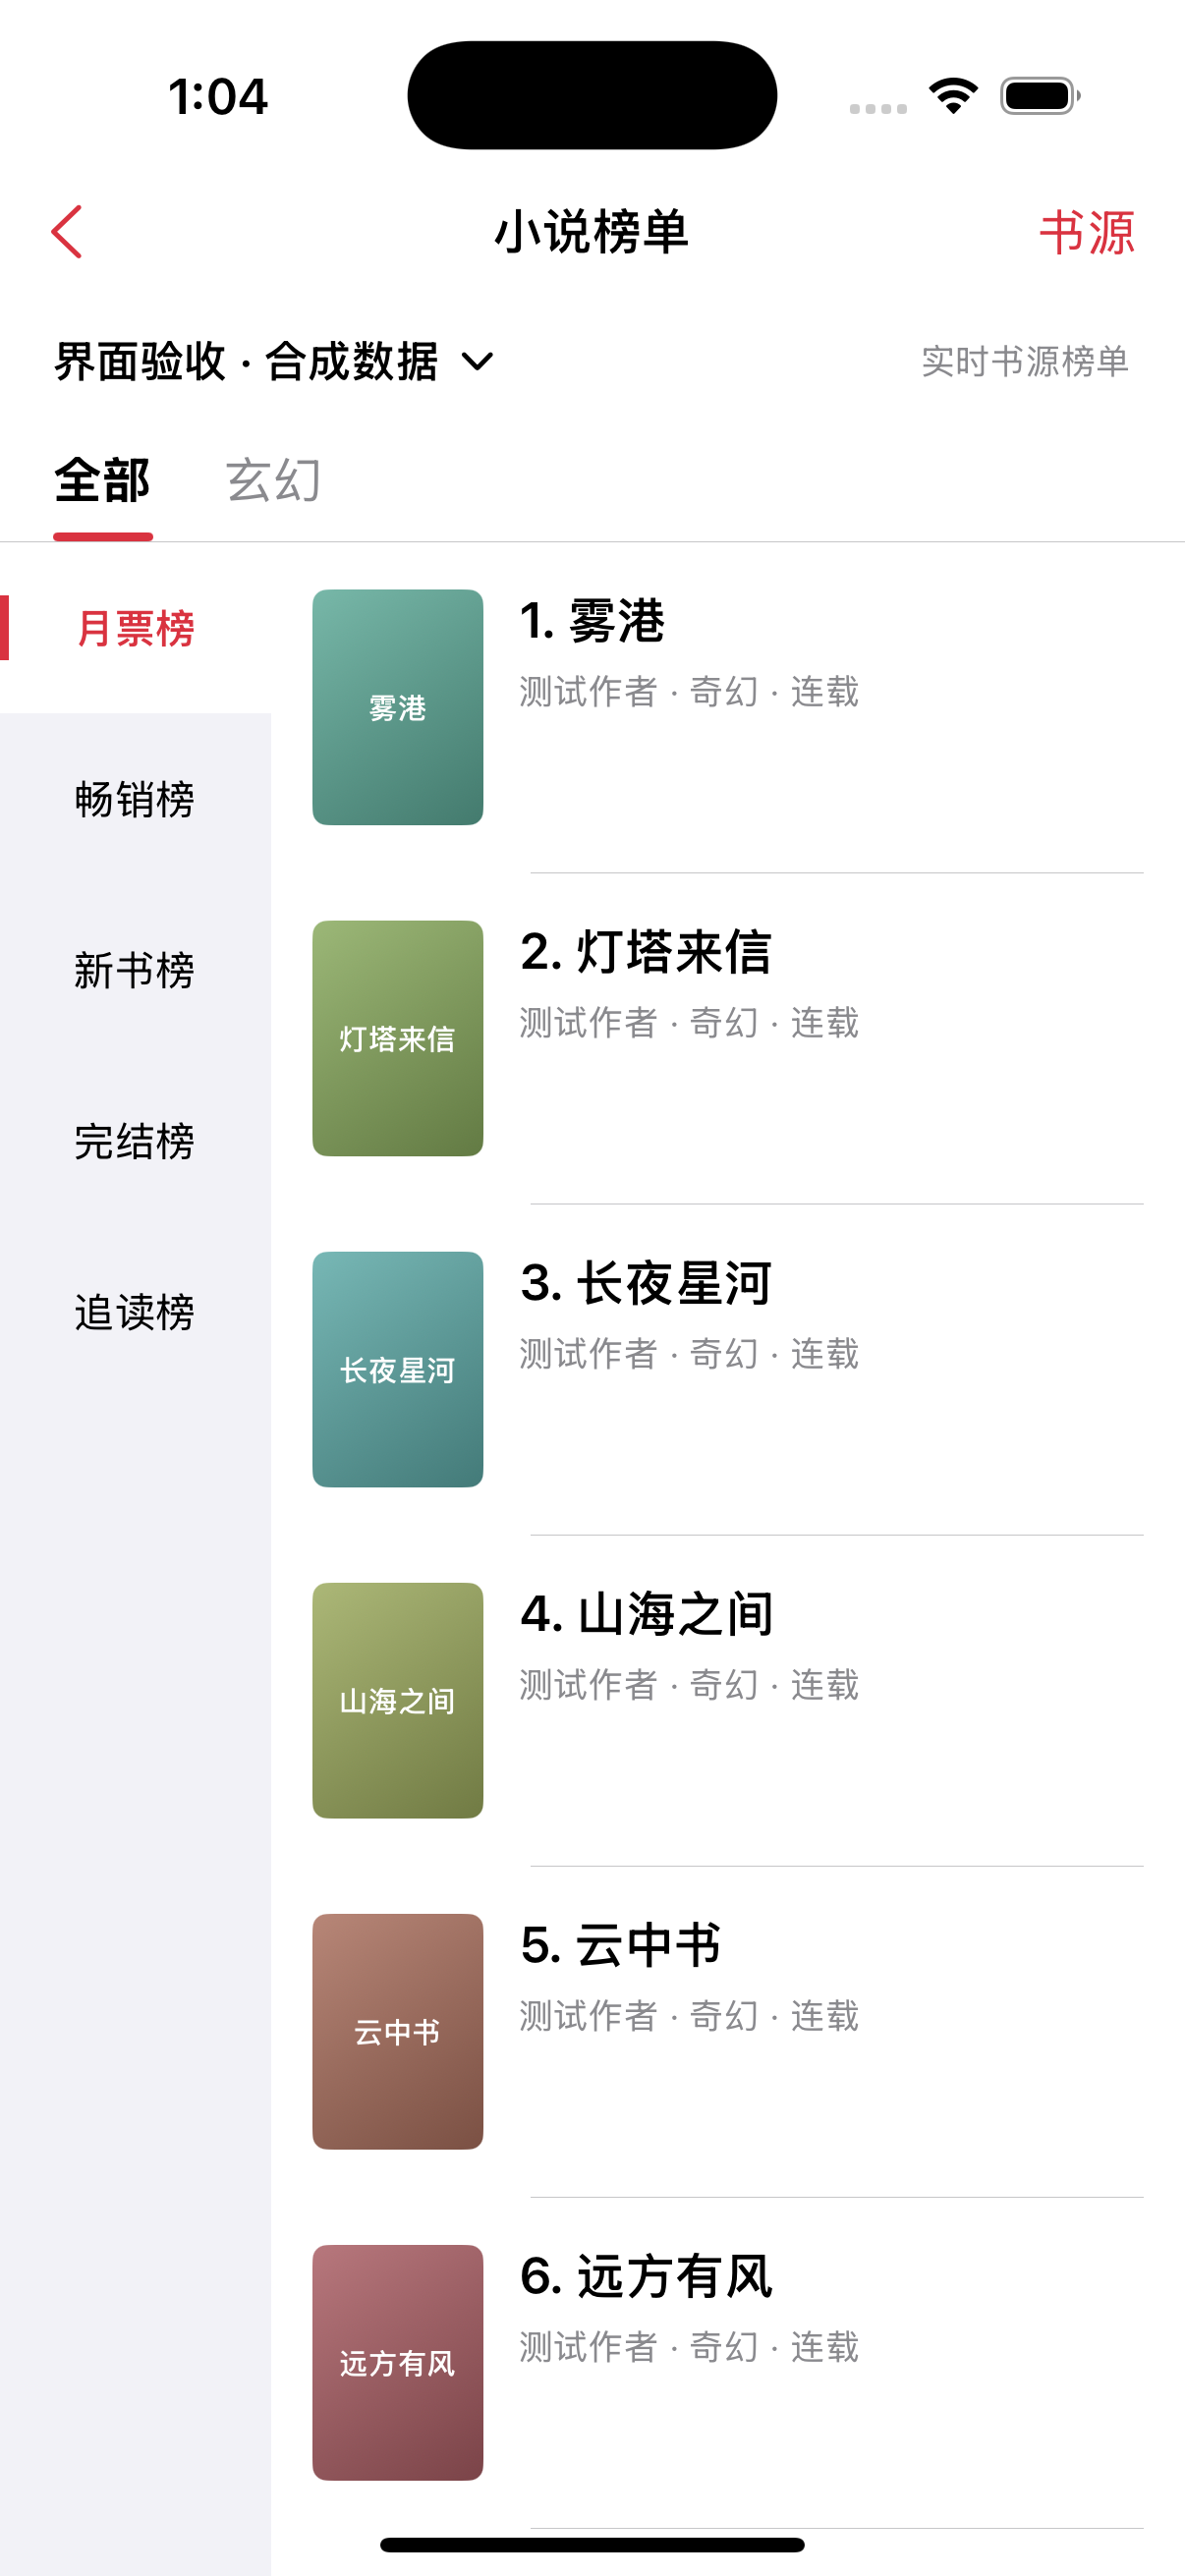 1:04
小说榜单
书源
界面验收 · 合成数据
实时书源榜单
全部
玄幻
月票榜
畅销榜
新书榜
完结榜
追读榜
雾港
1. 雾港
测试作者 · 奇幻 · 连载
灯塔来信
2. 灯塔来信
测试作者 · 奇幻 · 连载
长夜星河
3. 长夜星河
测试作者 · 奇幻 · 连载
山海之间
4. 山海之间
测试作者 · 奇幻 · 连载
云中书
5. 云中书
测试作者 · 奇幻 · 连载
远方有风
6. 远方有风
测试作者 · 奇幻 · 连载